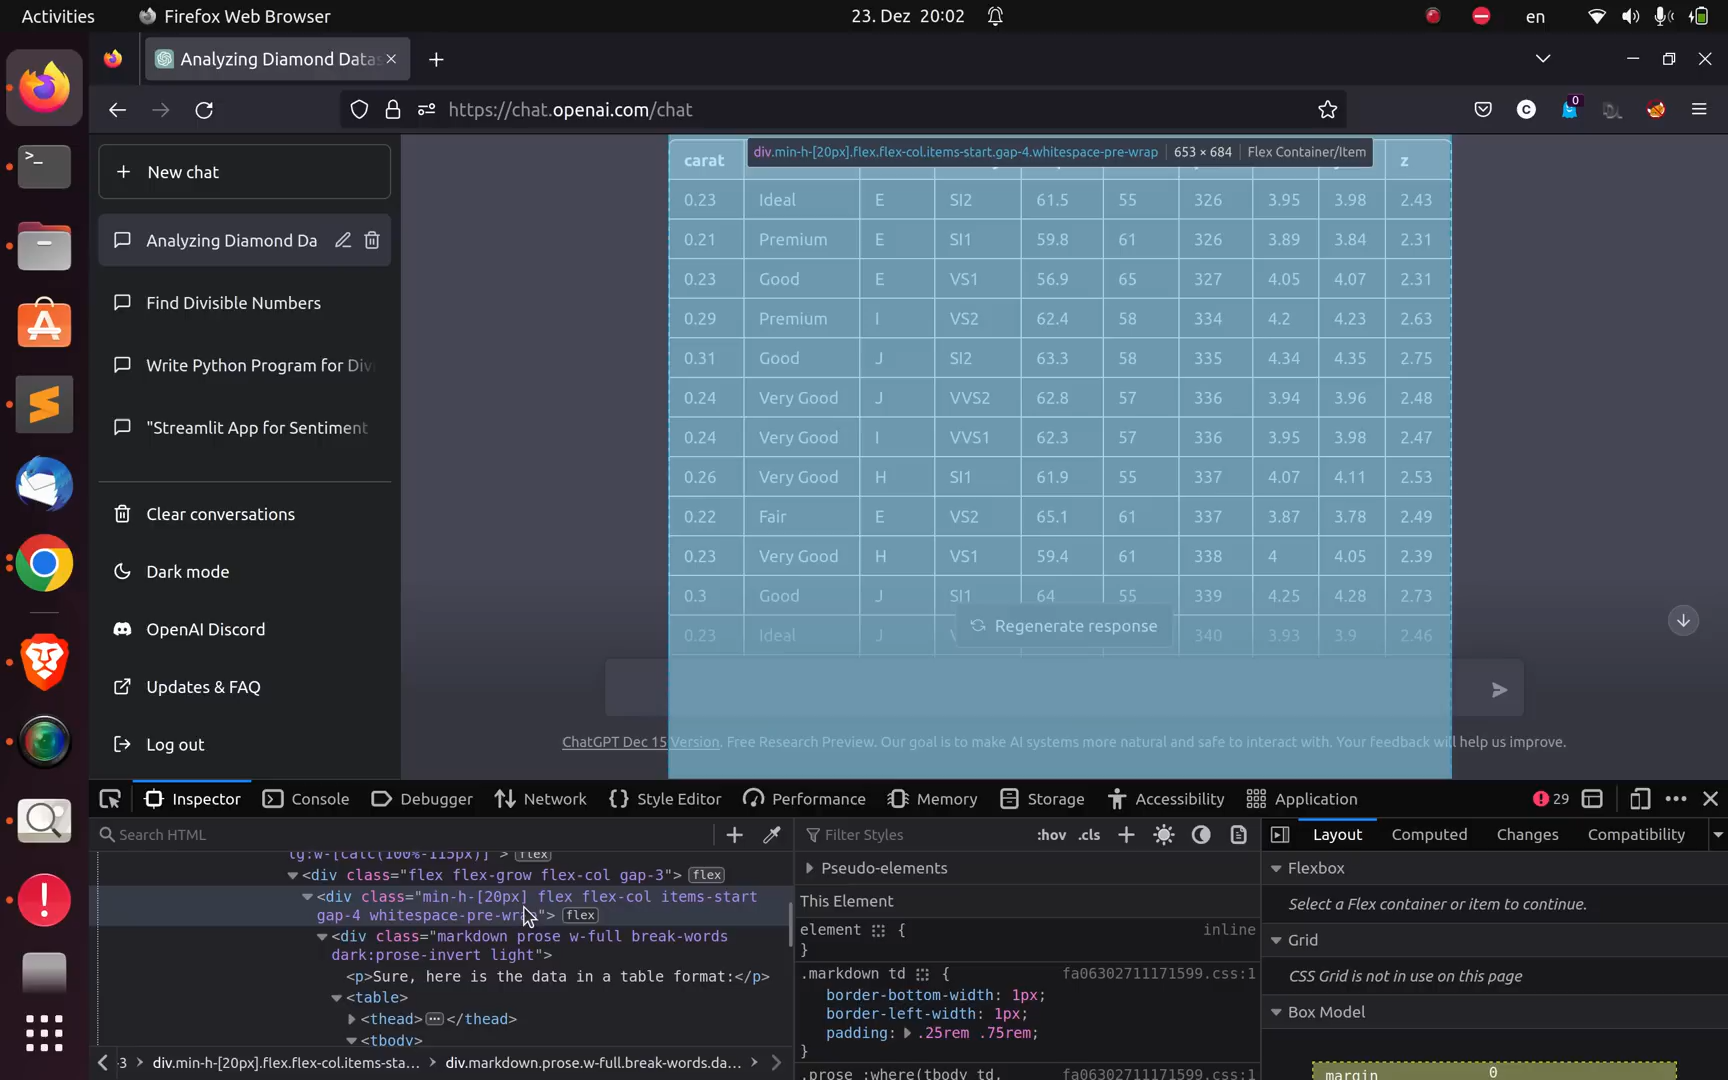 Activities Firefox Web Browser 23. Dez 20:02 en
Analyzing Diamond Datas
https://chat.openai.com/chat 0
New chat
Analyzing Diamond Da
Find Divisible Numbers
Write Python Program for Divi
"Streamlit App for Sentiment
Clear conversations
Dark mode
OpenAI Discord
Updates & FAQ
Log out
div.min-h-[20px].flex.flex-col.items-start.gap-4.whitespace-pre-wrap 653 × 684 Flex Container/Item
carat z
0.23 Ideal E SI2 61.5 55 326 3.95 3.98 2.43
0.21 Premium E SI1 59.8 61 326 3.89 3.84 2.31
0.23 Good E VS1 56.9 65 327 4.05 4.07 2.31
0.29 Premium I VS2 62.4 58 334 4.2 4.23 2.63
0.31 Good J SI2 63.3 58 335 4.34 4.35 2.75
0.24 Very Good J VVS2 62.8 57 336 3.94 3.96 2.48
0.24 Very Good I VVS1 62.3 57 336 3.95 3.98 2.47
0.26 Very Good H SI1 61.9 55 337 4.07 4.11 2.53
0.22 Fair E VS2 65.1 61 337 3.87 3.78 2.49
0.23 Very Good H VS1 59.4 61 338 4 4.05 2.39
0.3 Good J SI1 64 55 339 4.25 4.28 2.73
0.23 Ideal J 340 3.93 3.9 2.46
Regenerate response
ChatGPT Dec 15 Version. Free Research Preview. Our goal is to make AI systems more natural and safe to interact with. Your feedback will help us improve.
Inspector Console Debugger Network Style Editor Performance Memory Storage Accessibility Application 29
Search HTML
lg:w-[calc(100%-115px)]"> flex
<div class="flex flex-grow flex-col gap-3"> flex
<div class="min-h-[20px] flex flex-col items-start
gap-4 whitespace-pre-wrap"> flex
<div class="markdown prose w-full break-words
dark:prose-invert light">
<p>Sure, here is the data in a table format:</p>
<table>
<thead> ••• </thead>
<tbody>
-3 div.min-h-[20px].flex.flex-col.items-sta… div.markdown.prose.w-full.break-words.da…
Filter Styles :hov .cls
Pseudo-elements
This Element
element { inline
}
.markdown td { fa06302711171599.css:1
border-bottom-width: 1px;
border-left-width: 1px;
padding: .25rem .75rem;
}
.prose :where(tbody td, fa06302711171599.css:1
Layout Computed Changes Compatibility
Flexbox
Select a Flex container or item to continue.
Grid
CSS Grid is not in use on this page
Box Model
margin 0